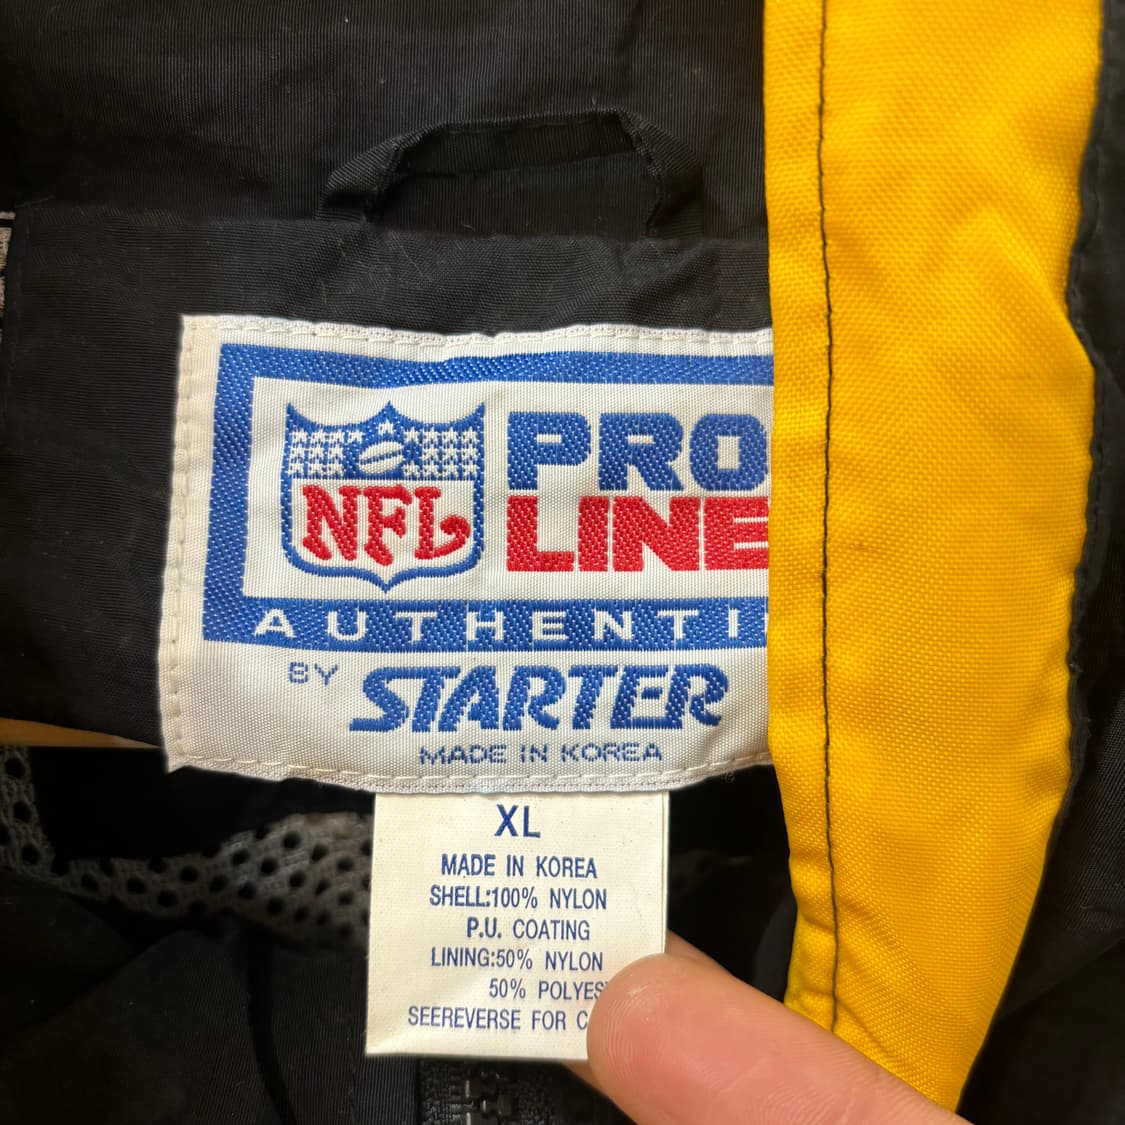 NFL
PRO
LINE
AUTHENTI
BY STARTER
MADE IN KOREA
XL
MADE IN KOREA
SHELL:100% NYLON
P.U. COATING
LINING:50% NYLON
50% POLYES
SEEREVERSE FOR C